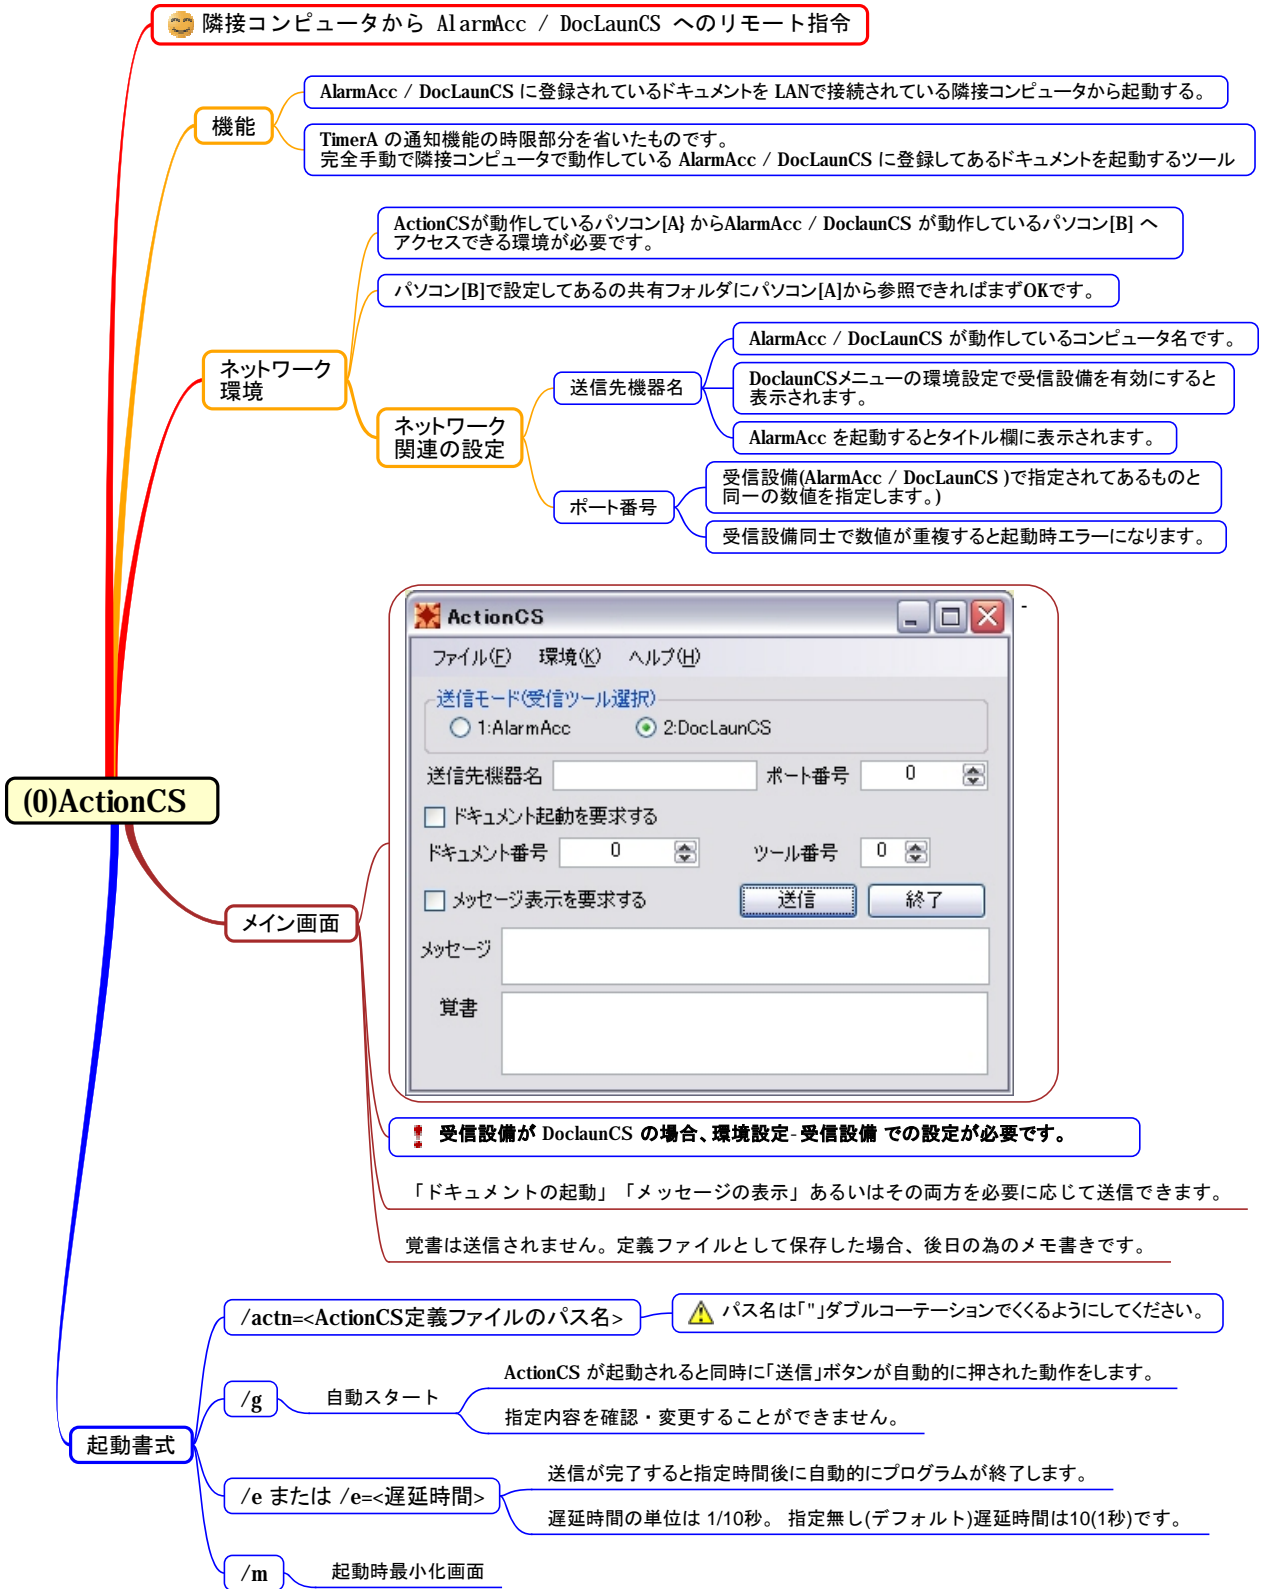 隣接コンピュータから AlarmAcc / DocLaunCS へのリモート指令
機能
AlarmAcc / DocLaunCS に登録されているドキュメントを LANで接続されている隣接コンピュータから起動する。
TimerA の通知機能の時限部分を省いたものです。
完全手動で隣接コンピュータで動作している AlarmAcc / DocLaunCS に登録してあるドキュメントを起動するツール
ネットワーク
環境
ActionCSが動作しているパソコン[A} からAlarmAcc / DoclaunCS が動作しているパソコン[B] へ
アクセスできる環境が必要です。
パソコン[B]で設定してあるの共有フォルダにパソコン[A]から参照できればまずOKです。
ネットワーク
関連の設定
送信先機器名
AlarmAcc / DocLaunCS が動作しているコンピュータ名です。
DoclaunCSメニューの環境設定で受信設備を有効にすると
表示されます。
AlarmAcc を起動するとタイトル欄に表示されます。
ポート番号
受信設備(AlarmAcc / DocLaunCS )で指定されてあるものと
同一の数値を指定します。)
受信設備同士で数値が重複すると起動時エラーになります。
(0)ActionCS
メイン画面
ActionCS
-
ファイル(F) 環境(K) ヘルプ(H)
送信モード(受信ツール選択)
1:AlarmAcc 2:DocLaunCS
送信先機器名 ポート番号 0
ドキュメント起動を要求する
ドキュメント番号 0 ツール番号 0
メッセージ表示を要求する 送信 終了
メッセージ
覚書
受信設備が DoclaunCS の場合、環境設定-受信設備 での設定が必要です。
「ドキュメントの起動」「メッセージの表示」あるいはその両方を必要に応じて送信できます。
覚書は送信されません。定義ファイルとして保存した場合、後日の為のメモ書きです。
起動書式
/actn=<ActionCS定義ファイルのパス名>
パス名は「"」ダブルコーテーションでくくるようにしてください。
/g
自動スタート
ActionCS が起動されると同時に「送信」ボタンが自動的に押された動作をします。
指定内容を確認・変更することができません。
/e または /e=<遅延時間>
送信が完了すると指定時間後に自動的にプログラムが終了します。
遅延時間の単位は 1/10秒。 指定無し(デフォルト)遅延時間は10(1秒)です。
/m
起動時最小化画面